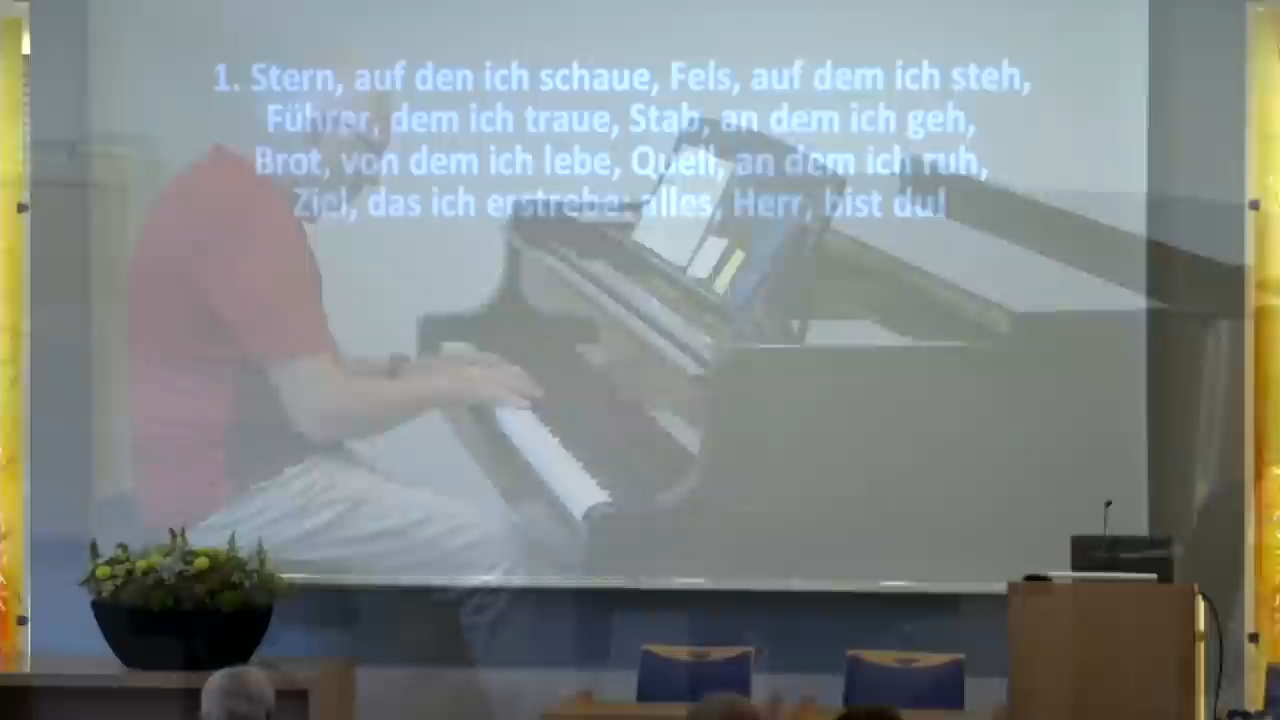 1. Stern, auf den ich schaue, Fels, auf dem ich steh,
Führer, dem ich traue, Stab, an dem ich geh,
Brot, von dem ich lebe, Quell, an dem ich ruh,
Ziel, das ich erstrebe: alles, Herr, bist du!